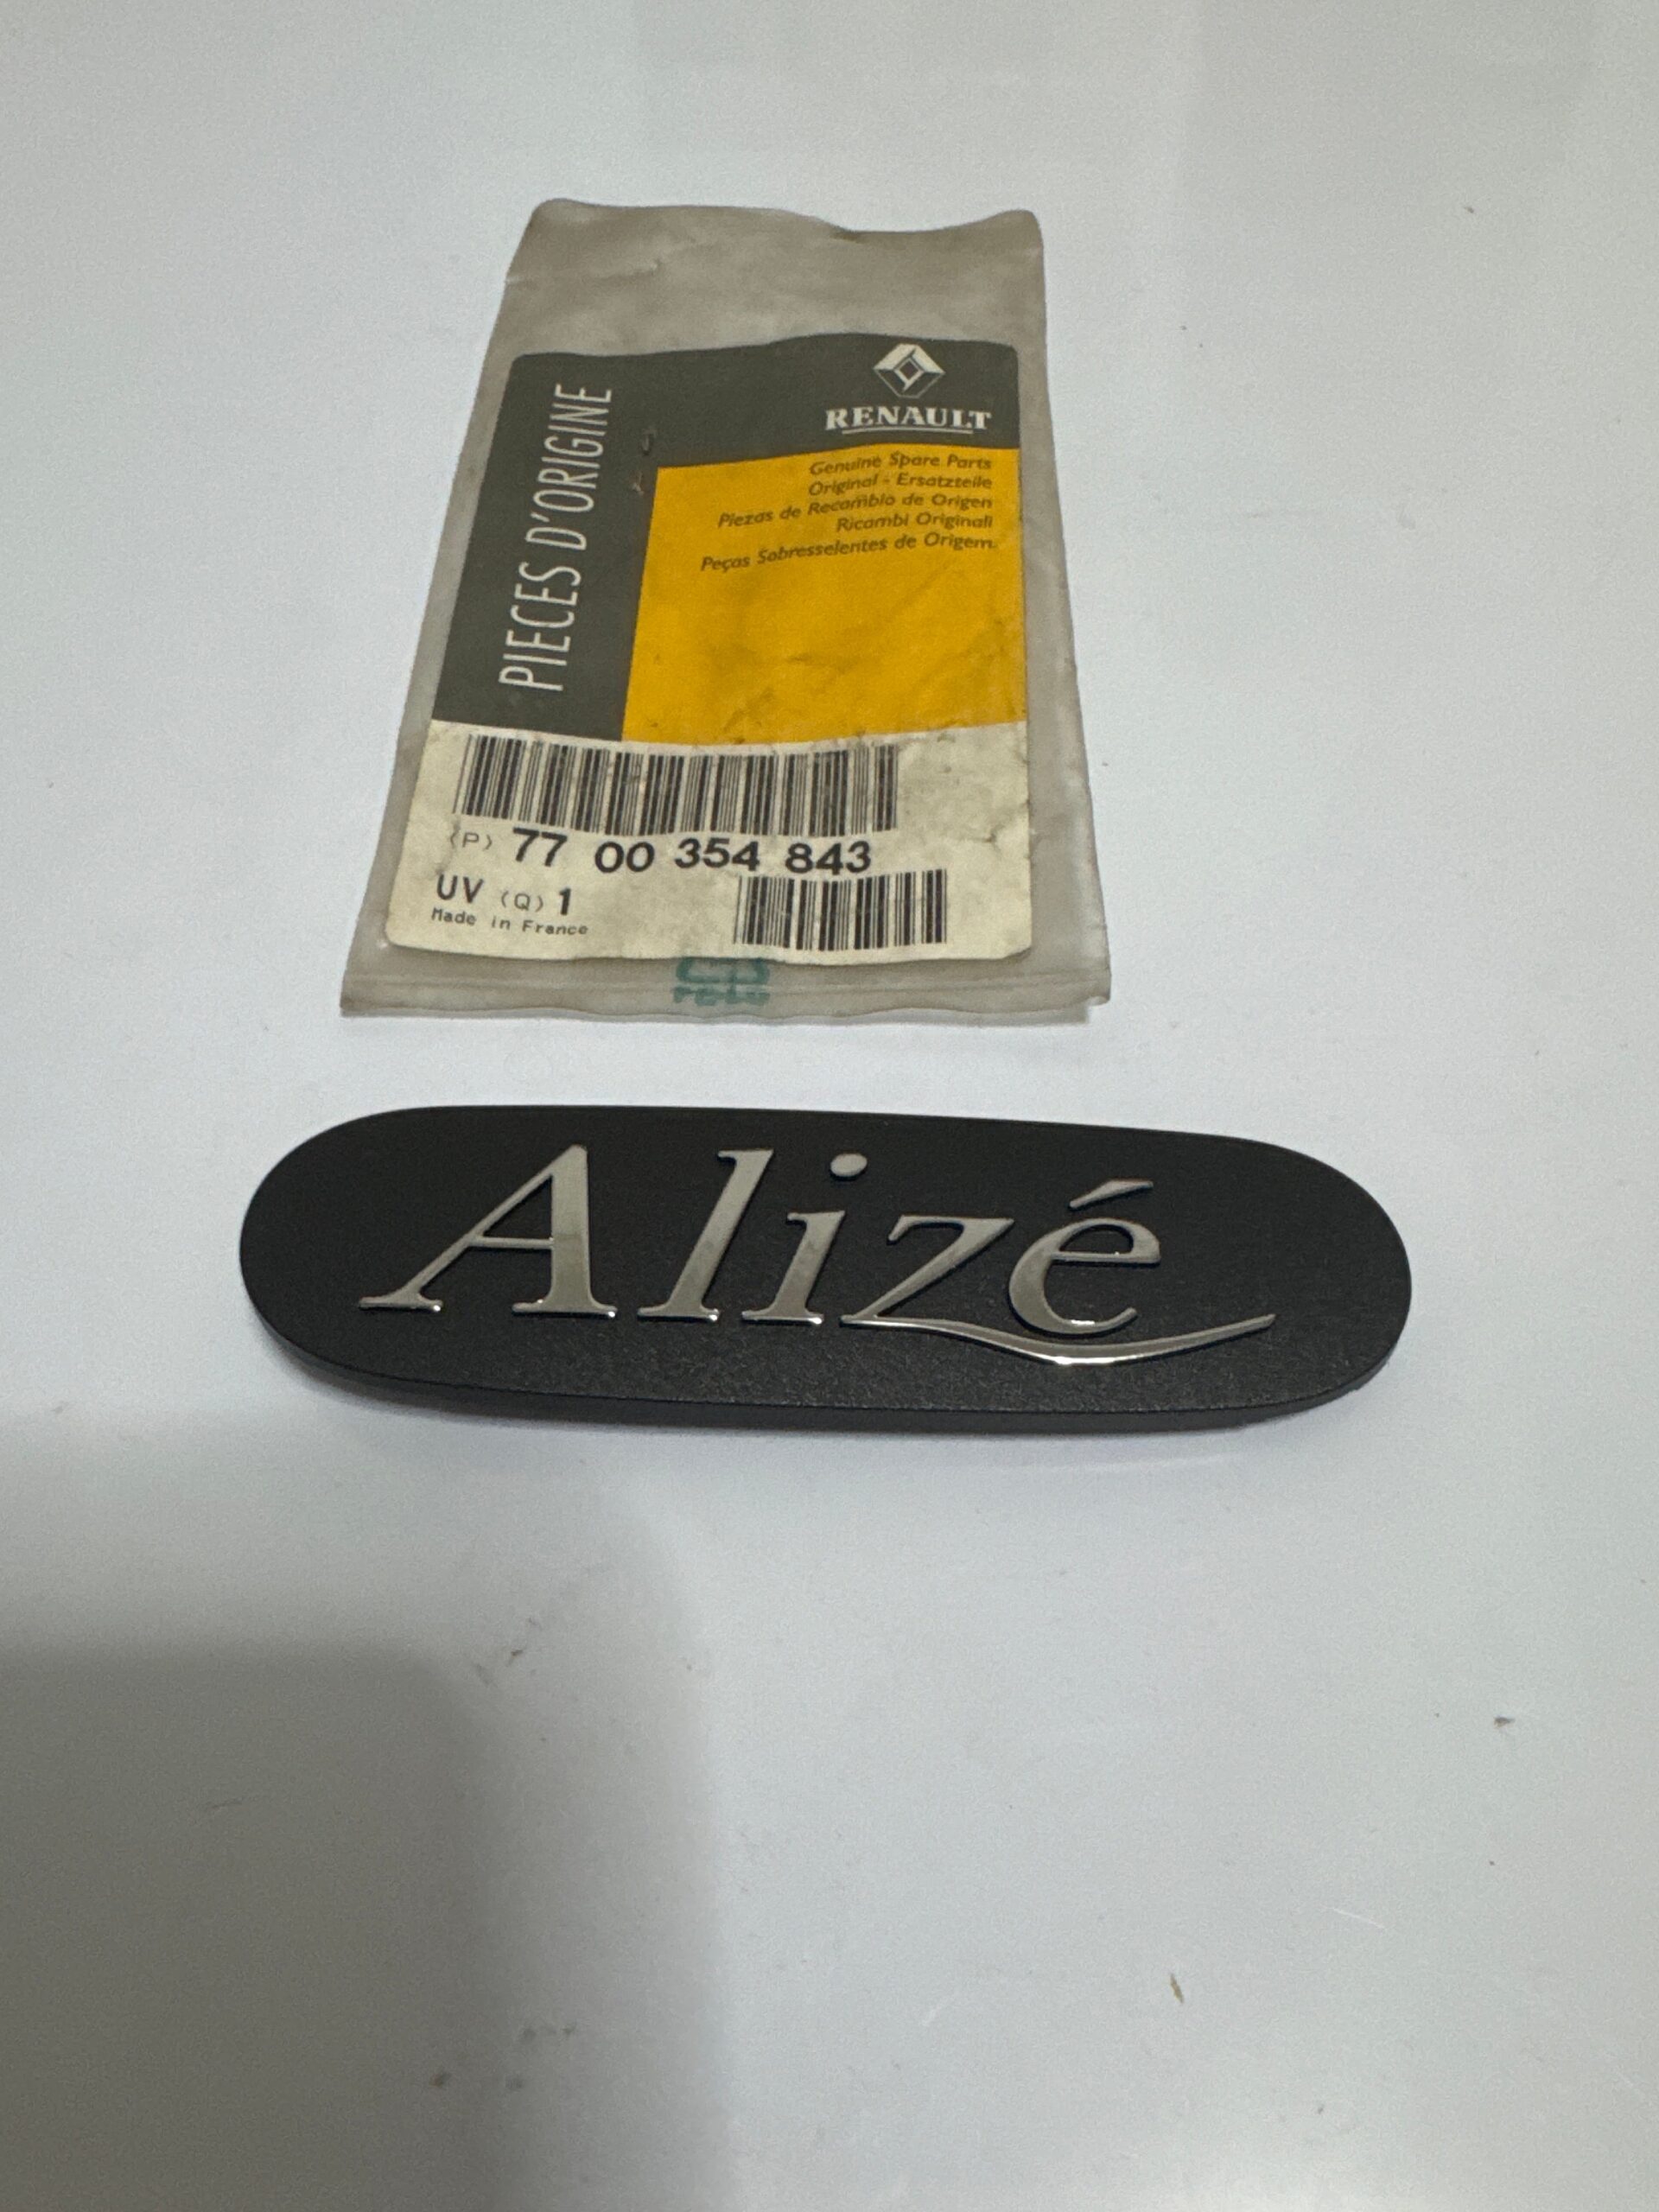 PIECES D'ORIGINE
RENAULT
Genuine Spare Parts
Original - Ersatzteile
Piezas de Recambio de Origen
Ricambi Originali
Peças Sobresselentes de Origem
(P) 77 00 354 843
UV (Q) 1
Made in France
Alizé